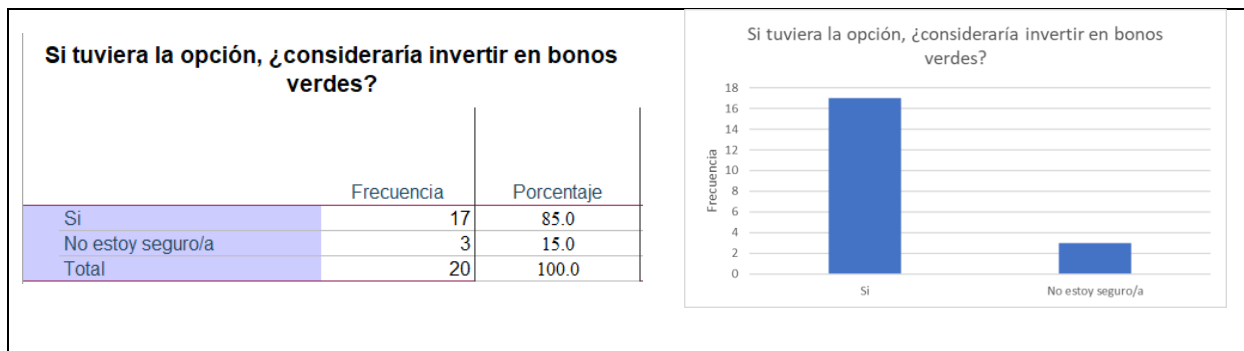 Si tuviera la opción, ¿consideraría invertir en bonos
verdes?
Frecuencia Porcentaje
Si 17 85.0
No estoy seguro/a 3 15.0
Total 20 100.0
Si tuviera la opción, ¿consideraría invertir en bonos
verdes?
Frecuencia
18
16
14
12
10
8
6
4
2
0
Si No estoy seguro/a